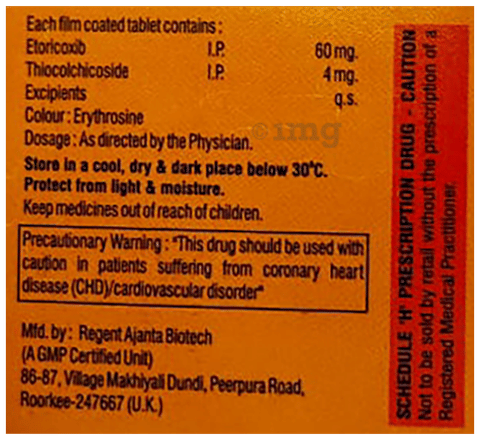 Each film coated tablet contains :
Etoricoxib I.P. 60 mg.
Thiocolchicoside I.P. 4 mg.
Excipients q.s.
Colour : Erythrosine
Dosage : As directed by the Physician.
Store in a cool, dry & dark place below 30°C.
Protect from light & moisture.
Keep medicines out of reach of children.
Precautionary Warning : "This drug should be used with
caution in patients suffering from coronary heart
disease (CHD)/cardiovascular disorder"
Mfd. by : Regent Ajanta Biotech
(A GMP Certified Unit)
86-87, Village Makhiyali Dundi, Peerpura Road,
Roorkee-247667 (U.K.)
SCHEDULE 'H' PRESCRIPTION DRUG - CAUTION
Not to be sold by retail without the prescription of a
Registered Medical Practitioner.